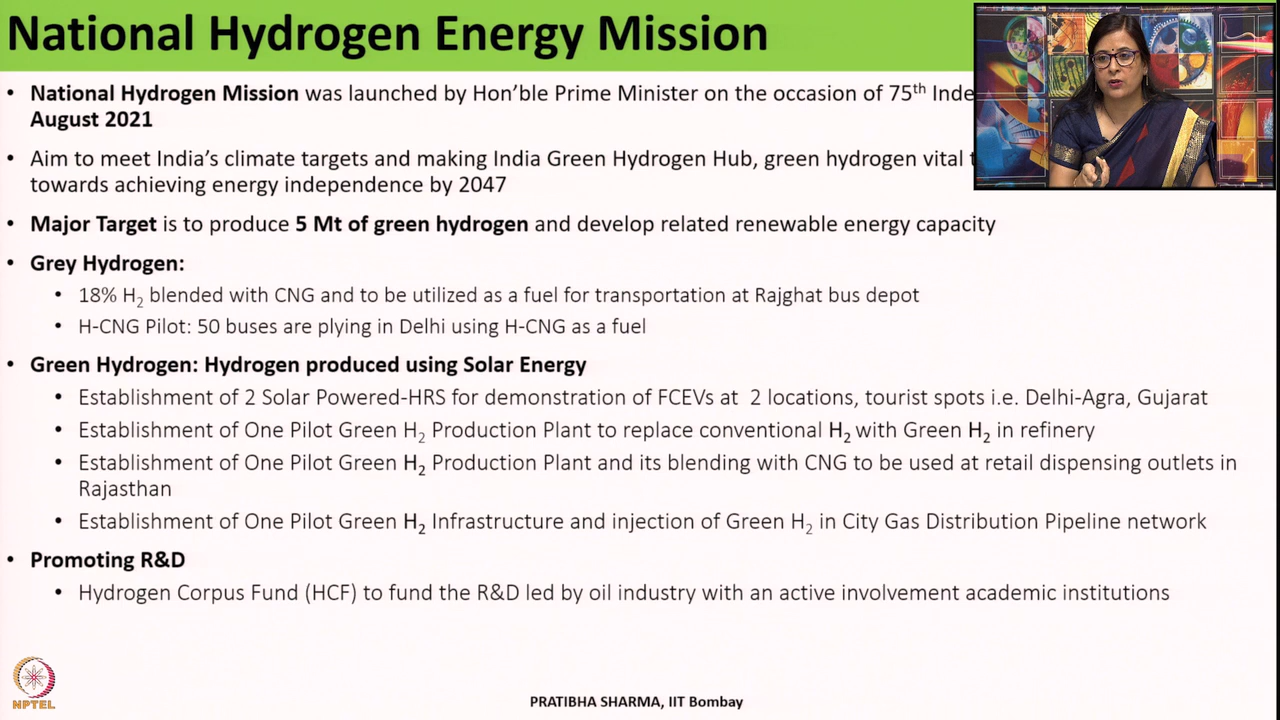 National Hydrogen Energy Mission
• National Hydrogen Mission was launched by Hon'ble Prime Minister on the occasion of 75th Inde
August 2021
• Aim to meet India's climate targets and making India Green Hydrogen Hub, green hydrogen vital
towards achieving energy independence by 2047
• Major Target is to produce 5 Mt of green hydrogen and develop related renewable energy capacity
• Grey Hydrogen:
• 18% H₂ blended with CNG and to be utilized as a fuel for transportation at Rajghat bus depot
• H-CNG Pilot: 50 buses are plying in Delhi using H-CNG as a fuel
• Green Hydrogen: Hydrogen produced using Solar Energy
• Establishment of 2 Solar Powered-HRS for demonstration of FCEVs at 2 locations, tourist spots i.e. Delhi-Agra, Gujarat
• Establishment of One Pilot Green H₂ Production Plant to replace conventional H₂ with Green H₂ in refinery
• Establishment of One Pilot Green H₂ Production Plant and its blending with CNG to be used at retail dispensing outlets in
Rajasthan
• Establishment of One Pilot Green H₂ Infrastructure and injection of Green H₂ in City Gas Distribution Pipeline network
• Promoting R&D
• Hydrogen Corpus Fund (HCF) to fund the R&D led by oil industry with an active involvement academic institutions
NPTEL
PRATIBHA SHARMA, IIT Bombay